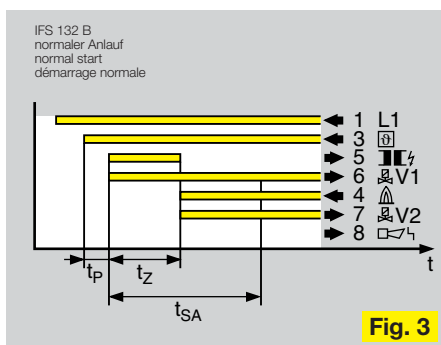 IFS 132 B
normaler Anlauf
normal start
démarrage normale
1 L1
3 ϑ
5
6 V1
4
7 V2
8
t
tP tZ
tSA
Fig. 3